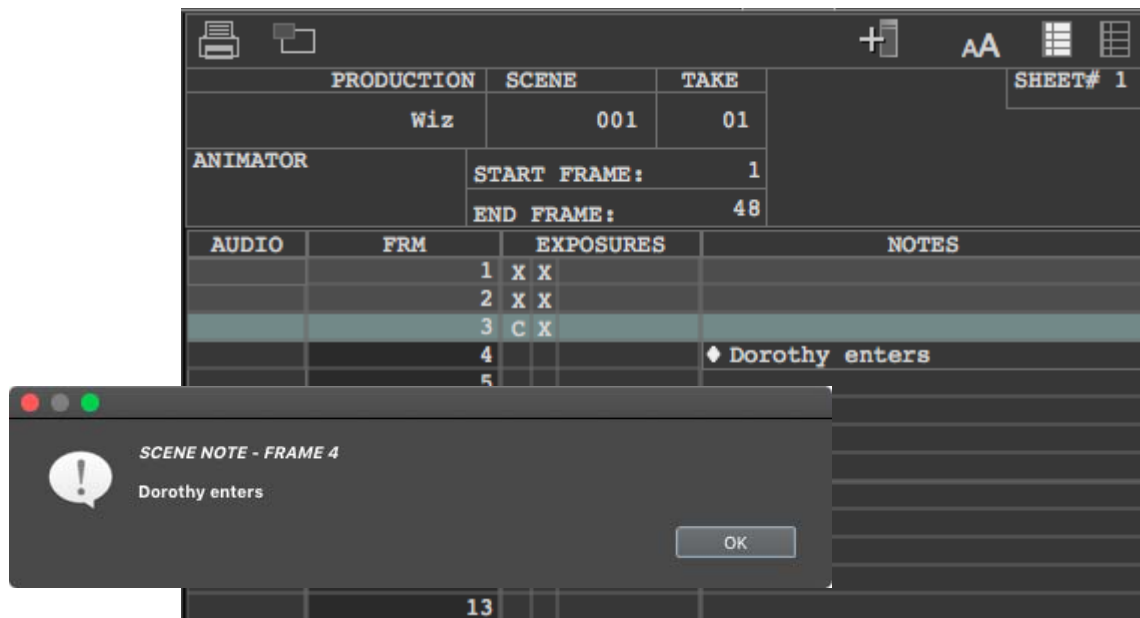 AA
PRODUCTION SCENE TAKE SHEET# 1
Wiz 001 01
ANIMATOR
START FRAME: 1
END FRAME: 48
AUDIO FRM EXPOSURES NOTES
1 X X
2 X X
3 C X
4 Dorothy enters
5
SCENE NOTE - FRAME 4
Dorothy enters
OK
13